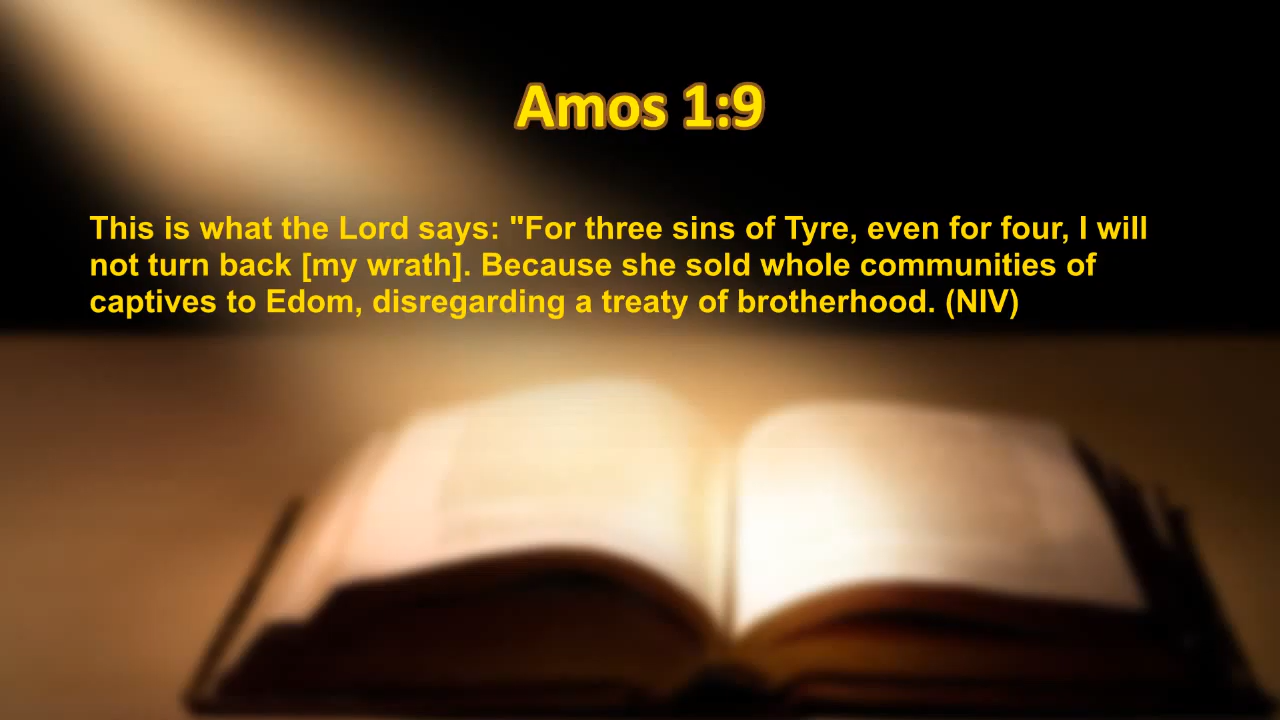 Amos 1:9
This is what the Lord says: "For three sins of Tyre, even for four, I will
not turn back [my wrath]. Because she sold whole communities of
captives to Edom, disregarding a treaty of brotherhood. (NIV)